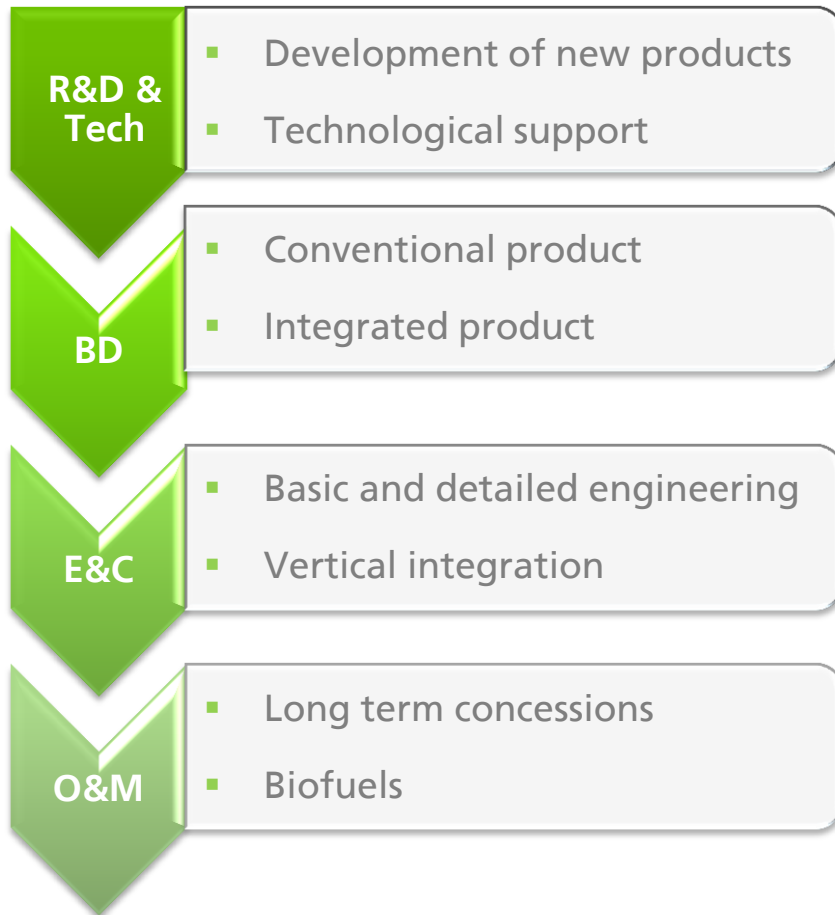 R&D &
Tech
▪ Development of new products
▪ Technological support
BD
▪ Conventional product
▪ Integrated product
E&C
▪ Basic and detailed engineering
▪ Vertical integration
O&M
▪ Long term concessions
▪ Biofuels